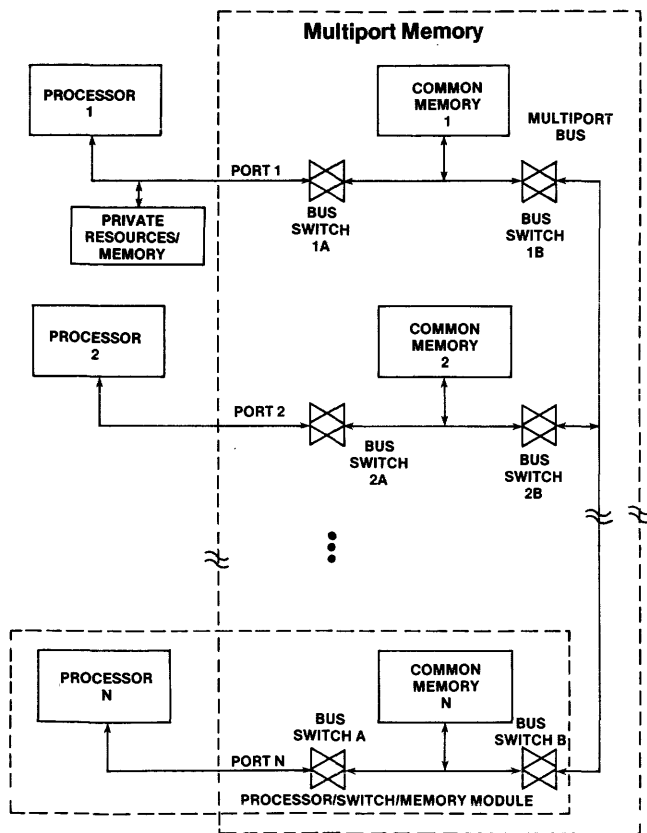 Multiport Memory
PROCESSOR
1
COMMON
MEMORY
1
MULTIPORT
BUS
PORT 1
BUS
SWITCH
1A
BUS
SWITCH
1B
PRIVATE
RESOURCES/
MEMORY
PROCESSOR
2
COMMON
MEMORY
2
PORT 2
BUS
SWITCH
2A
BUS
SWITCH
2B
PROCESSOR
N
COMMON
MEMORY
N
BUS
SWITCH A
BUS
SWITCH B
PORT N
PROCESSOR/SWITCH/MEMORY MODULE